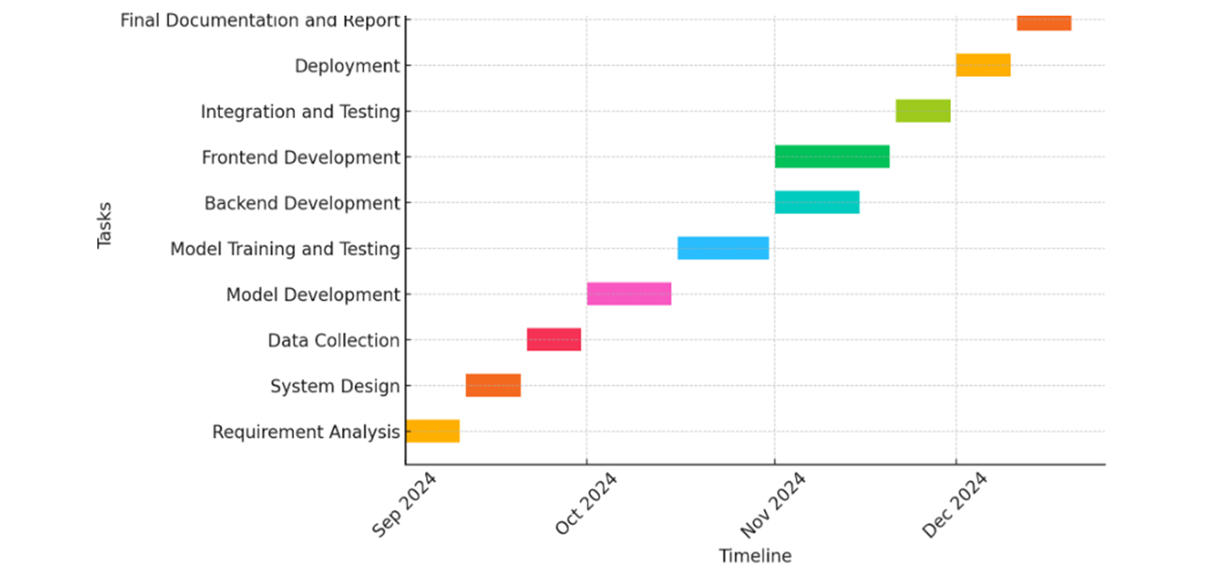 Final Documentation and Report
Deployment
Integration and Testing
Frontend Development
Backend Development
Model Training and Testing
Model Development
Data Collection
System Design
Requirement Analysis
Tasks
Sep 2024
Oct 2024
Nov 2024
Dec 2024
Timeline